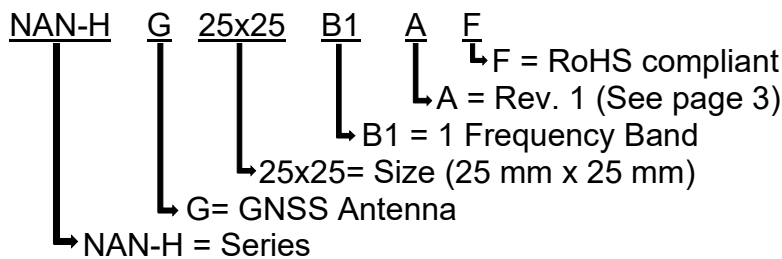 NAN-H G 25x25 B1 A F
F = RoHS compliant
A = Rev. 1 (See page 3)
B1 = 1 Frequency Band
25x25= Size (25 mm x 25 mm)
G= GNSS Antenna
NAN-H = Series